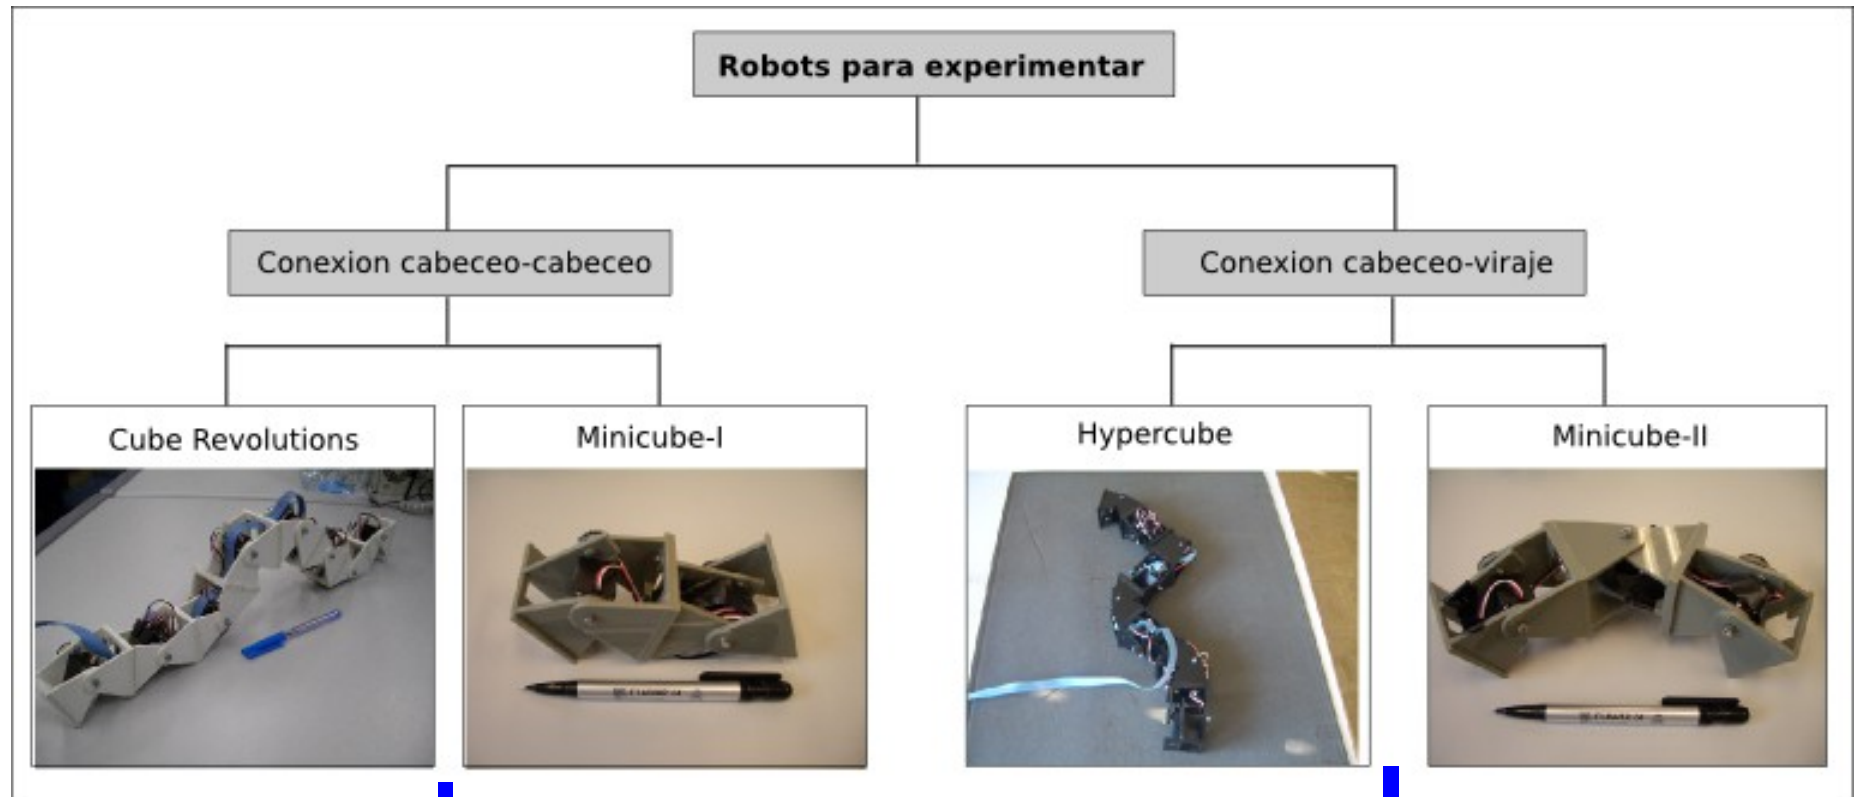 Robots para experimentar
Conexion cabeceo-cabeceo
Conexion cabeceo-viraje
Cube Revolutions
Minicube-I
Hypercube
Minicube-II